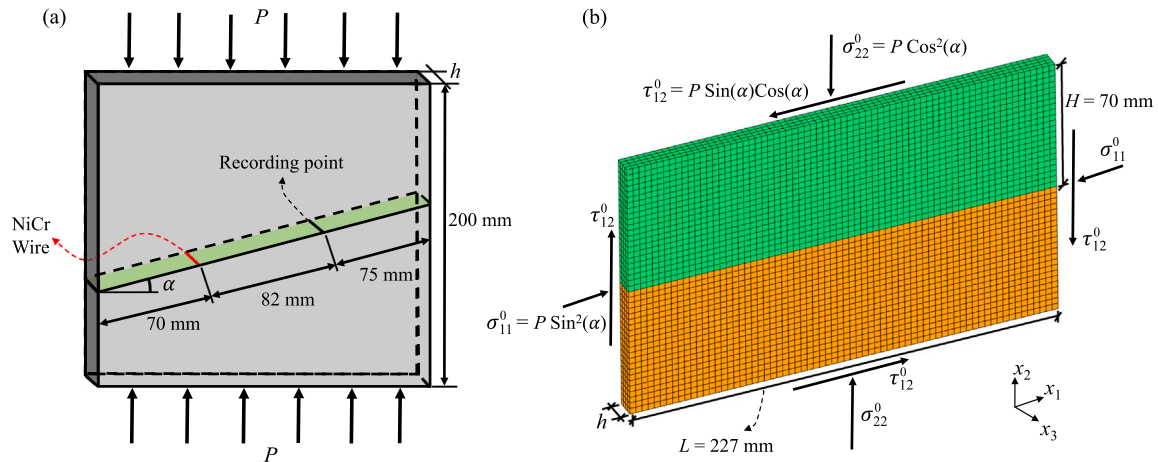 (a)
P
h
Recording point
NiCr
Wire
200 mm
α
75 mm
82 mm
70 mm
P
(b)
σ⁰₂₂ = P Cos²(α)
τ⁰₁₂ = P Sin(α)Cos(α)
H = 70 mm
σ⁰₁₁
τ⁰₁₂
τ⁰₁₂
σ⁰₁₁ = P Sin²(α)
τ⁰₁₂
σ⁰₂₂
h
L = 227 mm
x₂
x₁
x₃